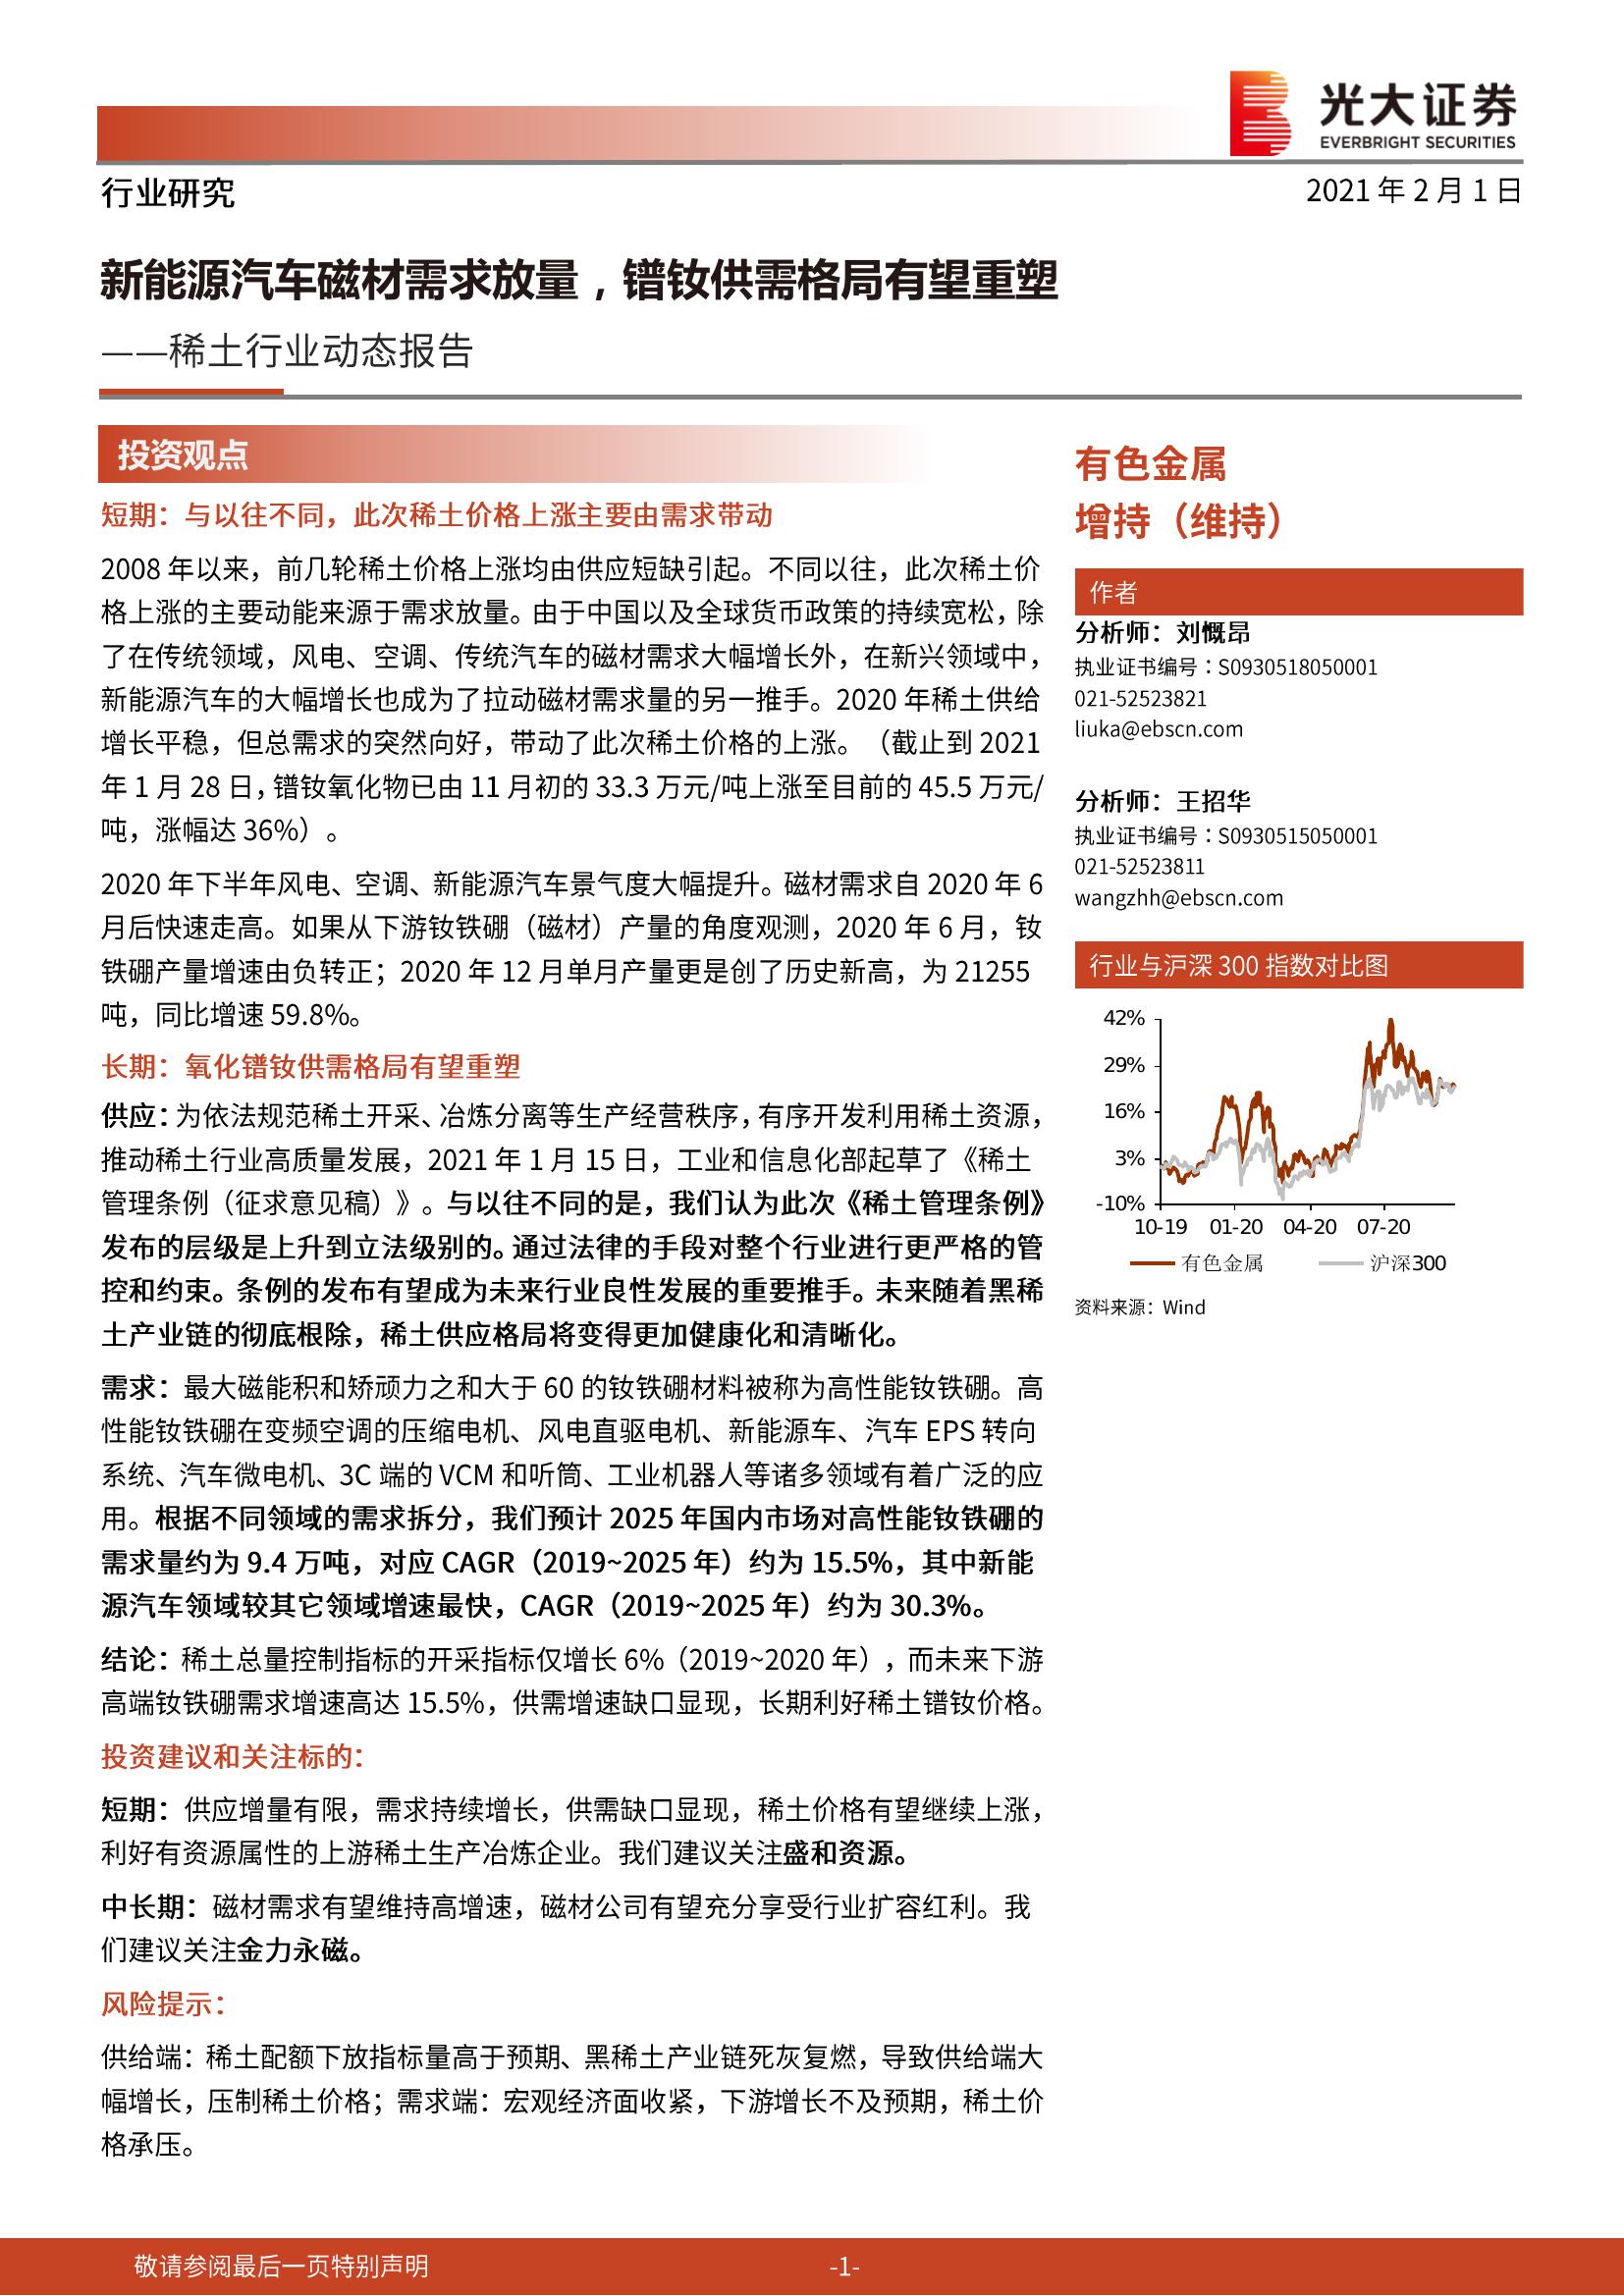 光大证券
EVERBRIGHT SECURITIES
行业研究
2021 年 2 月 1 日
新能源汽车磁材需求放量，镨钕供需格局有望重塑
——稀土行业动态报告
投资观点
短期：与以往不同，此次稀土价格上涨主要由需求带动
2008 年以来，前几轮稀土价格上涨均由供应短缺引起。不同以往，此次稀土价
格上涨的主要动能来源于需求放量。由于中国以及全球货币政策的持续宽松，除
了在传统领域，风电、空调、传统汽车的磁材需求大幅增长外，在新兴领域中，
新能源汽车的大幅增长也成为了拉动磁材需求量的另一推手。2020 年稀土供给
增长平稳，但总需求的突然向好，带动了此次稀土价格的上涨。（截止到 2021
年 1 月 28 日，镨钕氧化物已由 11 月初的 33.3 万元/吨上涨至目前的 45.5 万元/
吨，涨幅达 36%）。
2020 年下半年风电、空调、新能源汽车景气度大幅提升。磁材需求自 2020 年 6
月后快速走高。如果从下游钕铁硼（磁材）产量的角度观测，2020 年 6 月，钕
铁硼产量增速由负转正；2020 年 12 月单月产量更是创了历史新高，为 21255
吨，同比增速 59.8%。
长期：氧化镨钕供需格局有望重塑
供应：为依法规范稀土开采、冶炼分离等生产经营秩序，有序开发利用稀土资源，
推动稀土行业高质量发展，2021 年 1 月 15 日，工业和信息化部起草了《稀土
管理条例（征求意见稿）》。与以往不同的是，我们认为此次《稀土管理条例》
发布的层级是上升到立法级别的。通过法律的手段对整个行业进行更严格的管
控和约束。条例的发布有望成为未来行业良性发展的重要推手。未来随着黑稀
土产业链的彻底根除，稀土供应格局将变得更加健康化和清晰化。
需求：最大磁能积和矫顽力之和大于 60 的钕铁硼材料被称为高性能钕铁硼。高
性能钕铁硼在变频空调的压缩电机、风电直驱电机、新能源车、汽车 EPS 转向
系统、汽车微电机、3C 端的 VCM 和听筒、工业机器人等诸多领域有着广泛的应
用。根据不同领域的需求拆分，我们预计 2025 年国内市场对高性能钕铁硼的
需求量约为 9.4 万吨，对应 CAGR（2019~2025 年）约为 15.5%，其中新能
源汽车领域较其它领域增速最快，CAGR（2019~2025 年）约为 30.3%。
结论：稀土总量控制指标的开采指标仅增长 6%（2019~2020 年），而未来下游
高端钕铁硼需求增速高达 15.5%，供需增速缺口显现，长期利好稀土镨钕价格。
投资建议和关注标的：
短期：供应增量有限，需求持续增长，供需缺口显现，稀土价格有望继续上涨，
利好有资源属性的上游稀土生产冶炼企业。我们建议关注盛和资源。
中长期：磁材需求有望维持高增速，磁材公司有望充分享受行业扩容红利。我
们建议关注金力永磁。
风险提示：
供给端：稀土配额下放指标量高于预期、黑稀土产业链死灰复燃，导致供给端大
幅增长，压制稀土价格；需求端：宏观经济面收紧，下游增长不及预期，稀土价
格承压。
有色金属
增持（维持）
作者
分析师：刘慨昂
执业证书编号：S0930518050001
021-52523821
liuka@ebscn.com
分析师：王招华
执业证书编号：S0930515050001
021-52523811
wangzhh@ebscn.com
行业与沪深 300 指数对比图
42%
29%
16%
3%
-10%
10-19 01-20 04-20 07-20
有色金属 沪深300
资料来源：Wind
敬请参阅最后一页特别声明
-1-